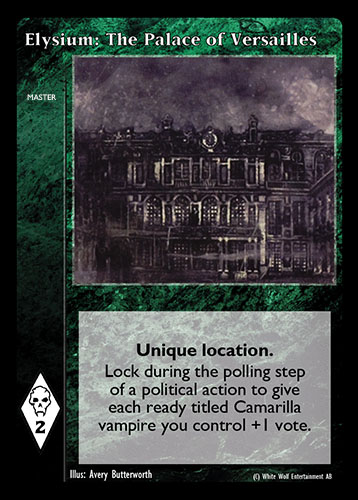 Elysium: The Palace of Versailles
MASTER
Unique location.
Lock during the polling step
of a political action to give
each ready titled Camarilla
vampire you control +1 vote.
2
Illus: Avery Butterworth
(C) White Wolf Entertainment AB